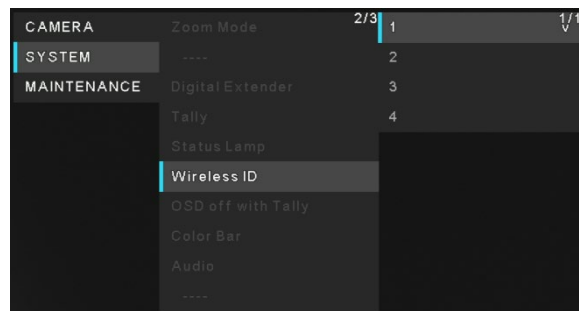 CAMERA
SYSTEM
MAINTENANCE
Zoom Mode
2/3
----
Digital Extender
Tally
Status Lamp
Wireless ID
OSD off with Tally
Color Bar
Audio
----
1
1/1
v
2
3
4